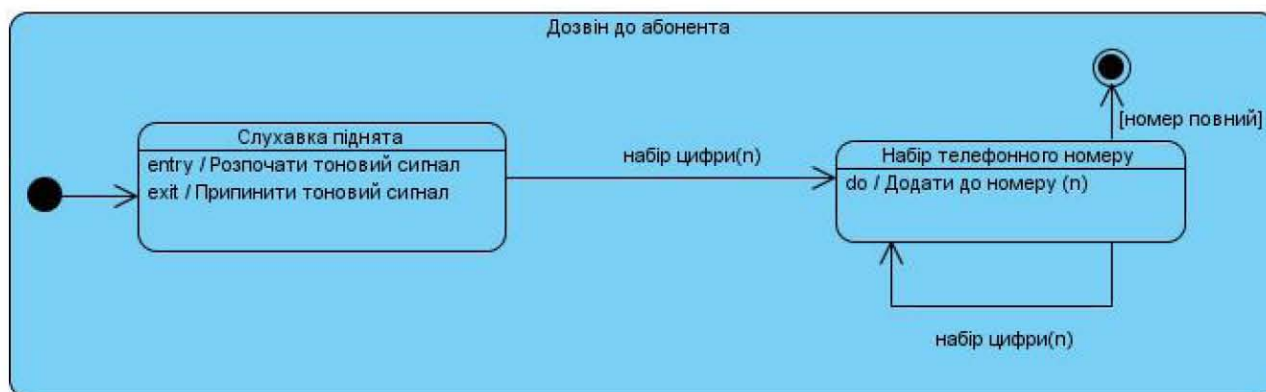 Дозвін до абонента
[номер повний]
Слухавка піднята
entry / Розпочати тоновий сигнал
exit / Припинити тоновий сигнал
набір цифри(n)
Набір телефонного номеру
do / Додати до номеру (n)
набір цифри(n)